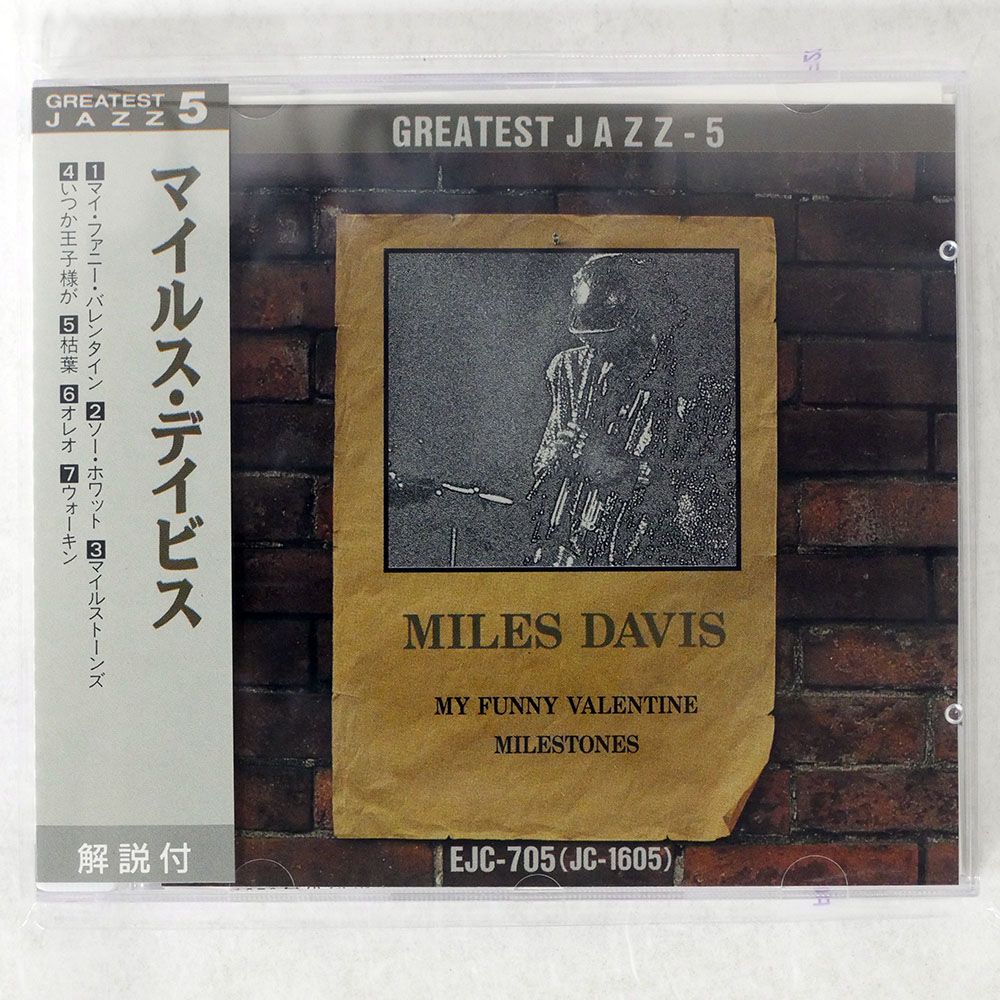 GREATEST
JAZZ 5
マイルス・デイビス
1マイ・ファニー・バレンタイン 2ソー・ホワット 3マイルストーンズ
4いつか王子様が 5枯葉 6オレオ 7ウォーキン
解説付
GREATEST JAZZ - 5
MILES DAVIS
MY FUNNY VALENTINE
MILESTONES
EJC-705(JC-1605)